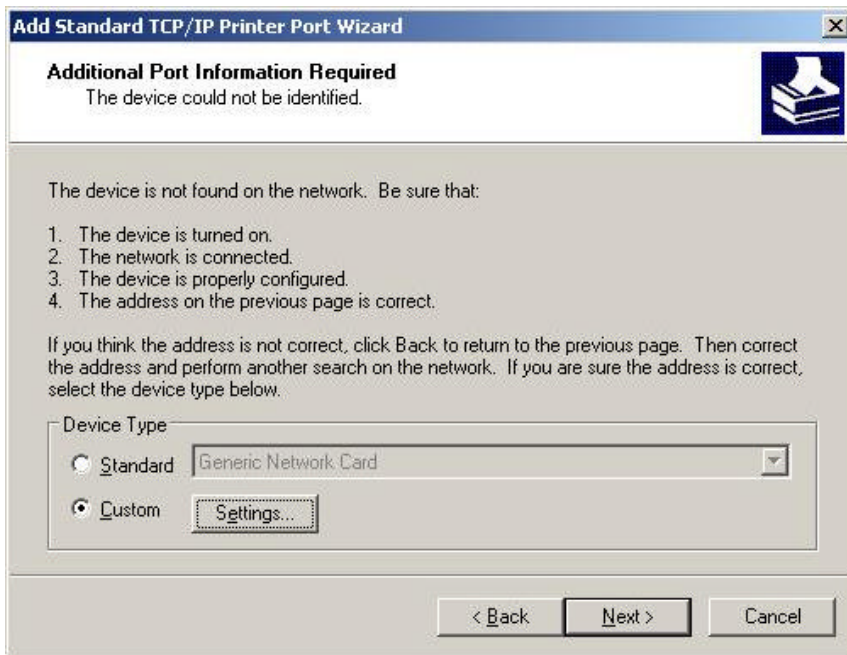 Add Standard TCP/IP Printer Port Wizard
Additional Port Information Required
The device could not be identified.
The device is not found on the network.  Be sure that:
1.  The device is turned on.
2.  The network is connected.
3.  The device is properly configured.
4.  The address on the previous page is correct.
If you think the address is not correct, click Back to return to the previous page.  Then correct
the address and perform another search on the network.  If you are sure the address is correct,
select the device type below.
Device Type
Standard Generic Network Card
Custom Settings...
< Back Next > Cancel